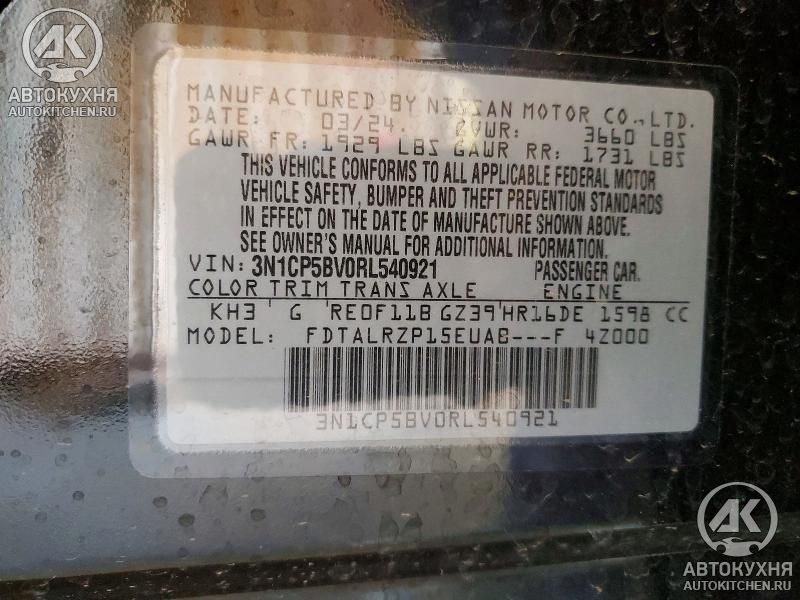 AK
АВТОКУХНЯ
AUTOKITCHEN.RU
MANUFACTURED BY NISSAN MOTOR CO.,LTD.
DATE: 03/24. GVWR: 3660 LBS
GAWR FR: 1929 LBS GAWR RR: 1731 LBS
THIS VEHICLE CONFORMS TO ALL APPLICABLE FEDERAL MOTOR
VEHICLE SAFETY, BUMPER AND THEFT PREVENTION STANDARDS
IN EFFECT ON THE DATE OF MANUFACTURE SHOWN ABOVE.
SEE OWNER'S MANUAL FOR ADDITIONAL INFORMATION.
VIN: 3N1CP5BV0RL540921 PASSENGER CAR.
COLOR TRIM TRANS AXLE ENGINE
KH3 G RE0F11B GZ39 HR16DE 1598 CC
MODEL: FDTALRZP15EUAB---F 4Z000
3N1CP5BV0RL540921
AK
АВТОКУХНЯ
AUTOKITCHEN.RU